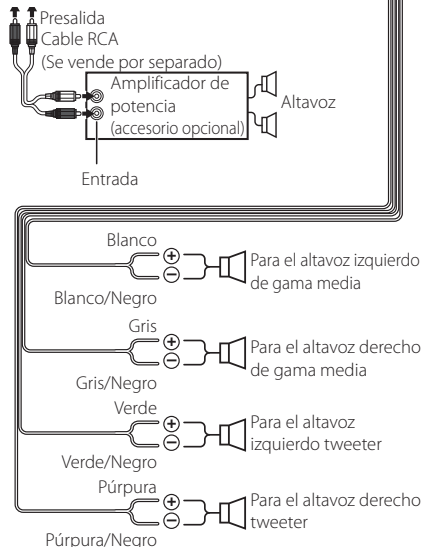 Presalida
Cable RCA
(Se vende por separado)
Amplificador de
potencia
(accesorio opcional)
Altavoz
Entrada
Blanco
Para el altavoz izquierdo
de gama media
Blanco/Negro
Gris
Para el altavoz derecho
de gama media
Gris/Negro
Verde
Para el altavoz
izquierdo tweeter
Verde/Negro
Púrpura
Para el altavoz derecho
tweeter
Púrpura/Negro